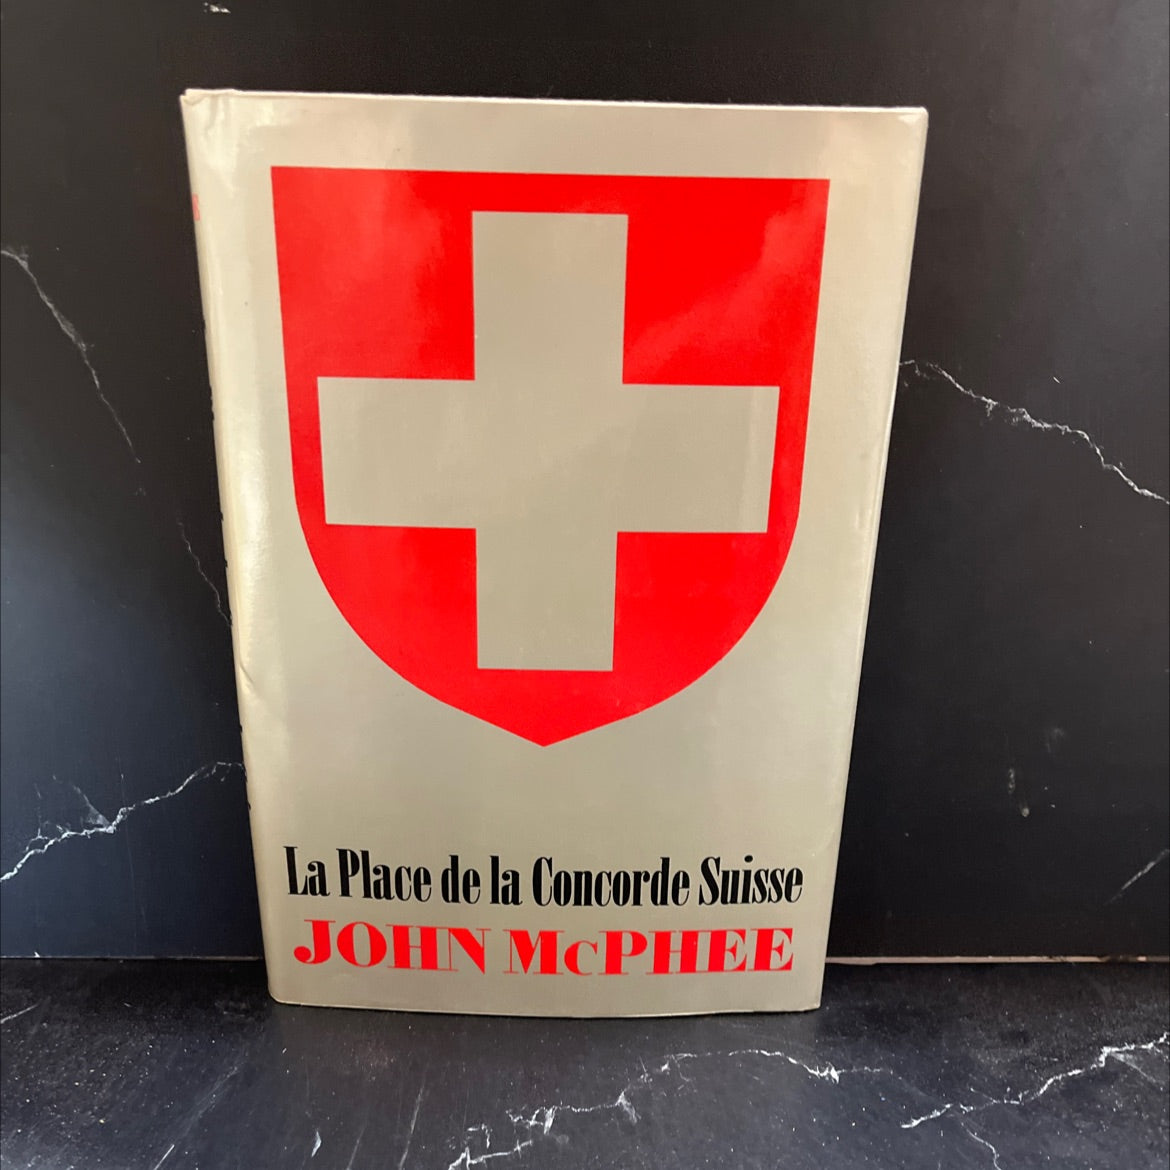 La Place de la Concorde Suisse
JOHN McPHEE